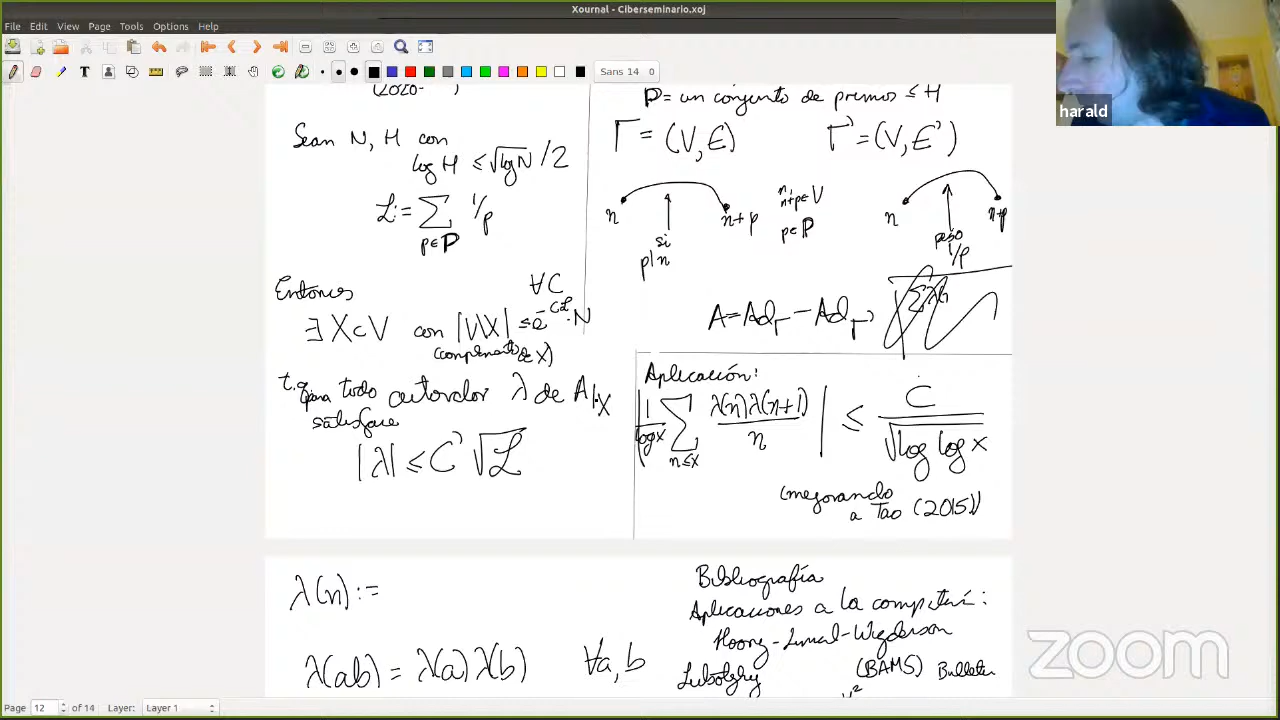 Xournal - Ciberseminario.xoj
File Edit View Page Tools Options Help
Sans 14 0
harald
(2020-
Sean N, H con
log H ≤ √log N / 2
ℒ := ∑ 1/p
p∈P
Entonces
∀C
∃ X ⊂ V con |V\X| ≤ e^{-Cℒ}·N
(complemento de X)
t.q. para todo autovalor λ de A|_X
satisface
|λ| ≤ C' √ℒ
P = un conjunto de primos ≤ H
Γ = (V, E) Γ' = (V, E')
n n+p
si
p|n
n, n+p ∈ V
p ∈ P
n n+p
peso
1/p
A = Ad_Γ - Ad_Γ'
Aplicación:
| 1/log x ∑_{n≤x} λ(n)λ(n+1)/n | ≤ C/√log log x
(mejorando
a Tao (2015))
λ(n) :=
λ(ab) = λ(a) λ(b) ∀a, b
Bibliografía
Aplicaciones a la
Hoory-Linial-Wigderson
Lubotzky (BAMS) Bulletin
zoom
Page 12 of 14 Layer: Layer 1